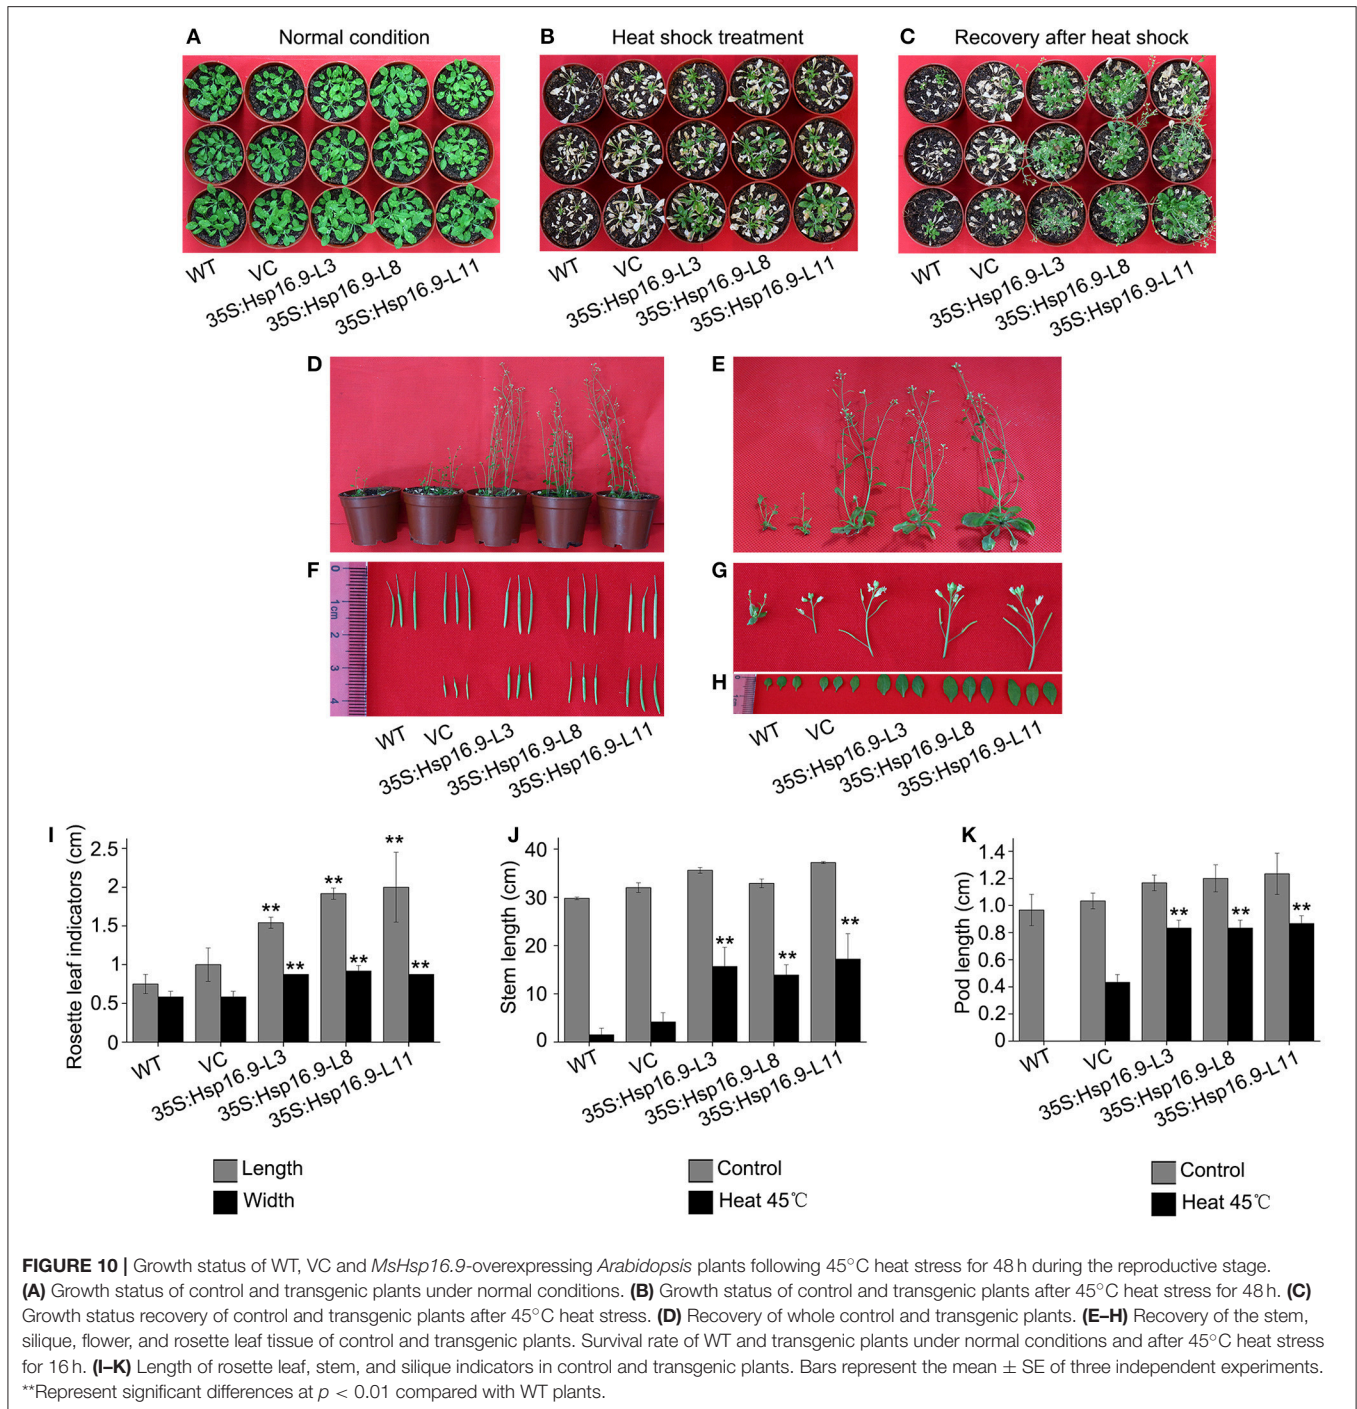 A Normal condition
B Heat shock treatment
C Recovery after heat shock
WT VC 35S:Hsp16.9-L3 35S:Hsp16.9-L8 35S:Hsp16.9-L11
WT VC 35S:Hsp16.9-L3 35S:Hsp16.9-L8 35S:Hsp16.9-L11
WT VC 35S:Hsp16.9-L3 35S:Hsp16.9-L8 35S:Hsp16.9-L11
D
E
F
0
1cm
2
3
4
G
H
WT VC 35S:Hsp16.9-L3 35S:Hsp16.9-L8 35S:Hsp16.9-L11
WT VC 35S:Hsp16.9-L3 35S:Hsp16.9-L8 35S:Hsp16.9-L11
I
Rosette leaf indicators (cm)
2.5
2
1.5
1
0.5
0
** ** ** ** ** **
WT VC 35S:Hsp16.9-L3 35S:Hsp16.9-L8 35S:Hsp16.9-L11
Length
Width
J
Stem length (cm)
40
30
20
10
0
** ** **
WT VC 35S:Hsp16.9-L3 35S:Hsp16.9-L8 35S:Hsp16.9-L11
Control
Heat 45℃
K
Pod length (cm)
1.4
1.2
1.0
0.8
0.6
0.4
0.2
0
** ** **
WT VC 35S:Hsp16.9-L3 35S:Hsp16.9-L8 35S:Hsp16.9-L11
Control
Heat 45℃
FIGURE 10 | Growth status of WT, VC and MsHsp16.9-overexpressing Arabidopsis plants following 45°C heat stress for 48 h during the reproductive stage.
(A) Growth status of control and transgenic plants under normal conditions. (B) Growth status of control and transgenic plants after 45°C heat stress for 48 h. (C)
Growth status recovery of control and transgenic plants after 45°C heat stress. (D) Recovery of whole control and transgenic plants. (E–H) Recovery of the stem,
silique, flower, and rosette leaf tissue of control and transgenic plants. Survival rate of WT and transgenic plants under normal conditions and after 45°C heat stress
for 16 h. (I–K) Length of rosette leaf, stem, and silique indicators in control and transgenic plants. Bars represent the mean ± SE of three independent experiments.
**Represent significant differences at p < 0.01 compared with WT plants.